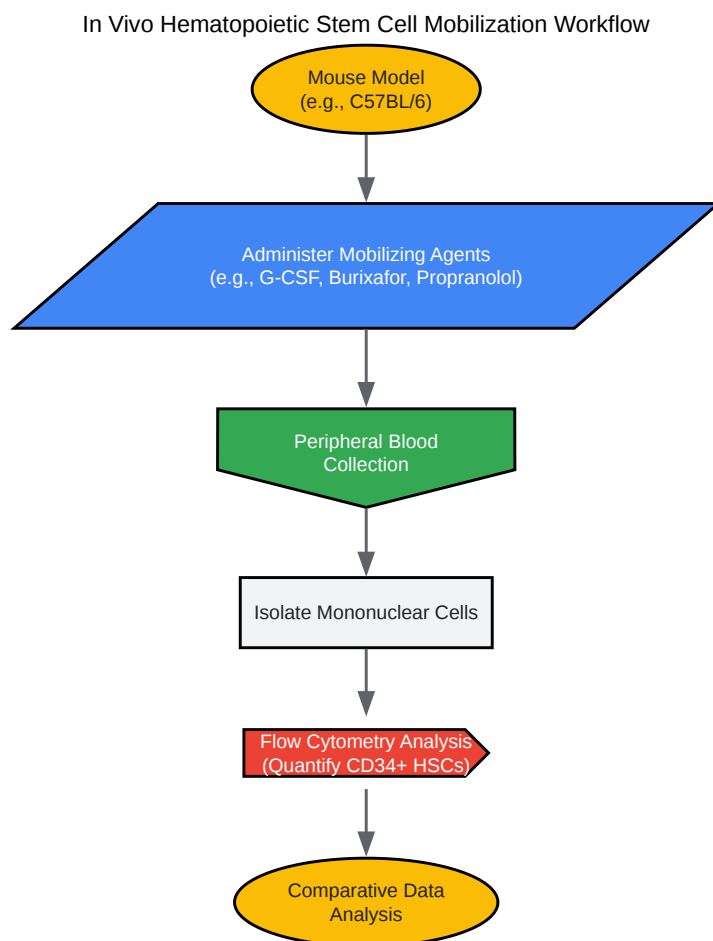 In Vivo Hematopoietic Stem Cell Mobilization Workflow
Mouse Model
(e.g., C57BL/6)
Administer Mobilizing Agents
(e.g., G-CSF, Burixafor, Propranolol)
Peripheral Blood
Collection
Isolate Mononuclear Cells
Flow Cytometry Analysis
(Quantify CD34+ HSCs)
Comparative Data
Analysis